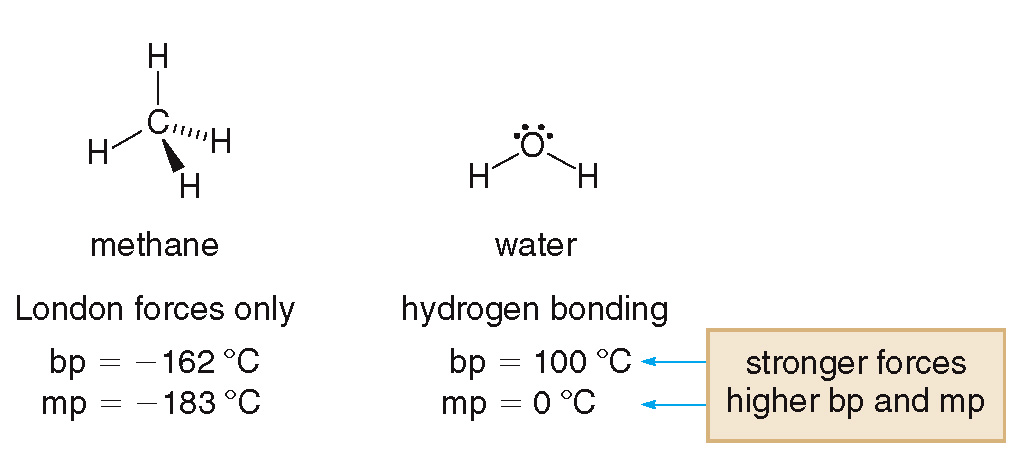 H
C H
H
H
O
H H
methane
water
London forces only
hydrogen bonding
bp = −162 °C
mp = −183 °C
bp = 100 °C
mp = 0 °C
stronger forces
higher bp and mp